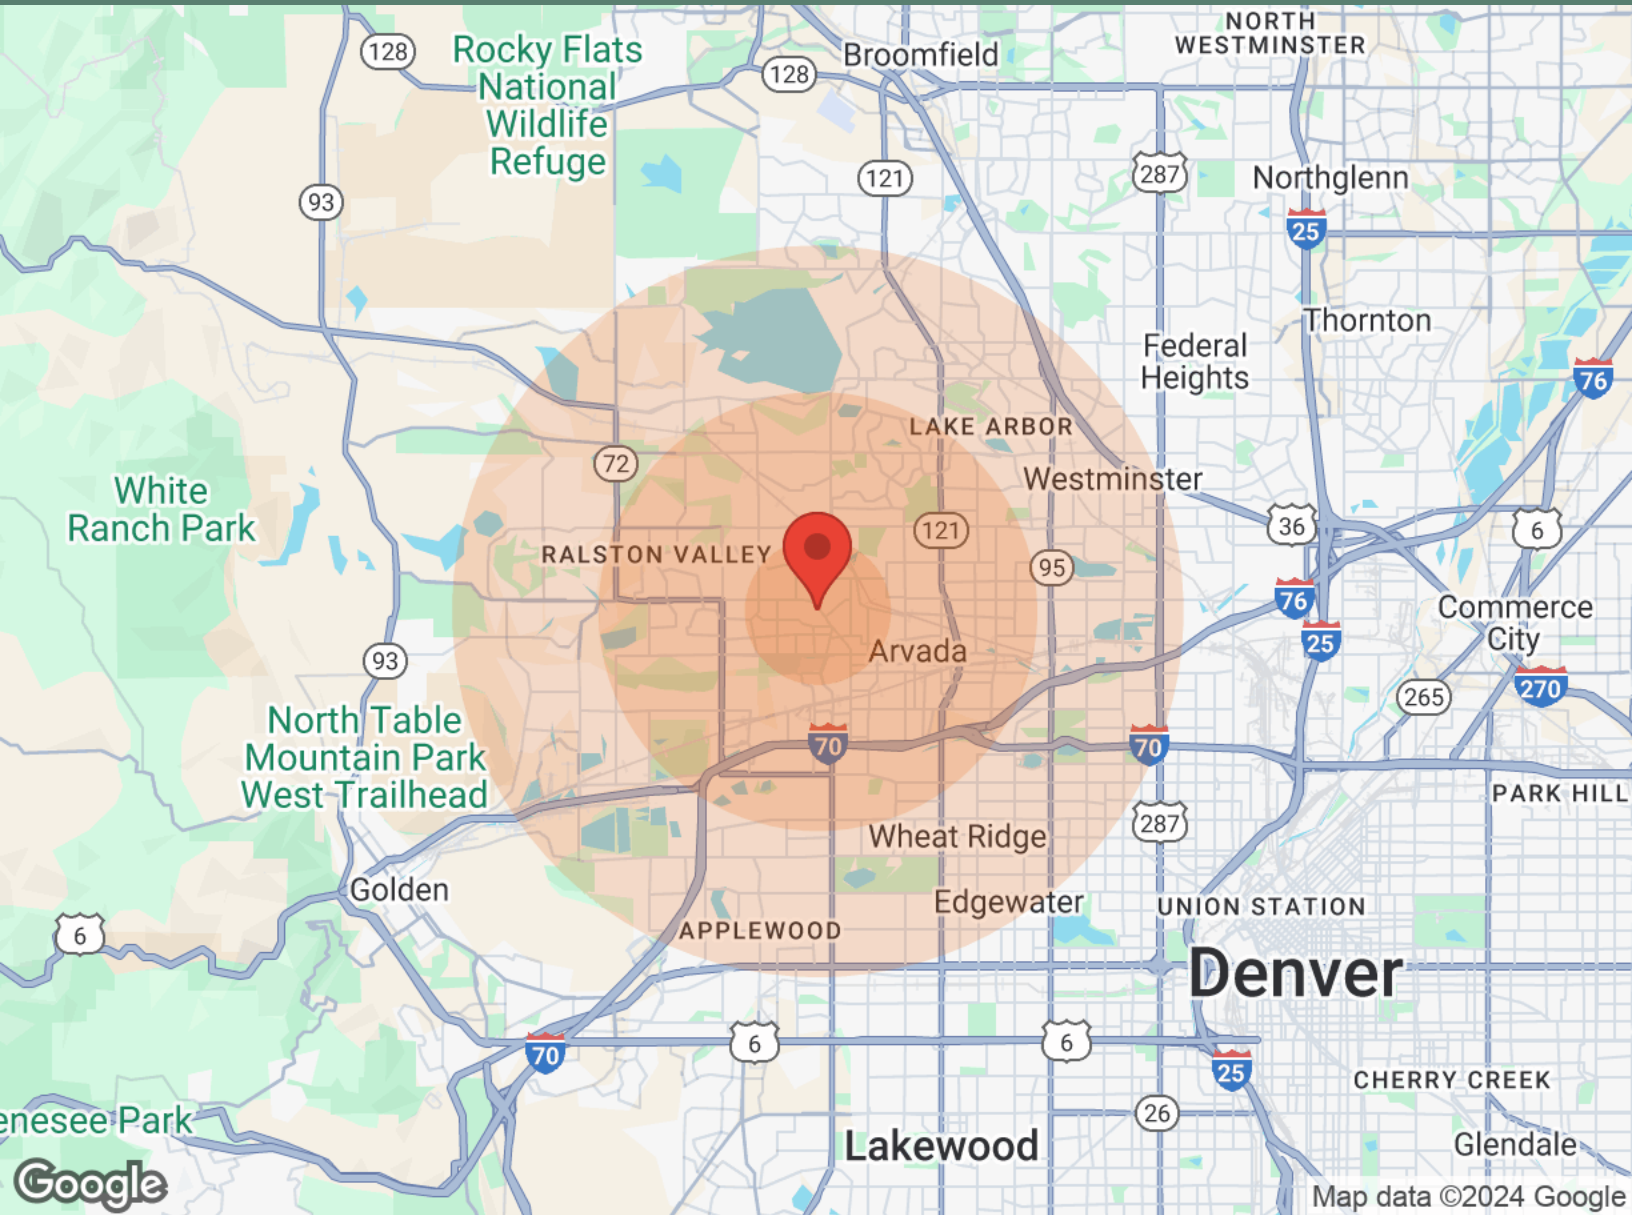 NORTH
WESTMINSTER
128
Rocky Flats
National
Wildlife
Refuge
128
Broomfield
93
121
287
Northglenn
25
Thornton
Federal
Heights
76
LAKE ARBOR
72
Westminster
White
Ranch Park
121
36
6
RALSTON VALLEY
95
76
Commerce
City
25
Arvada
93
265
270
North Table
Mountain Park
West Trailhead
70
70
PARK HILL
287
Wheat Ridge
Golden
Edgewater
UNION STATION
6
APPLEWOOD
Denver
70
6
6
25
CHERRY CREEK
26
enesee Park
Lakewood
Glendale
Google
Map data ©2024 Google